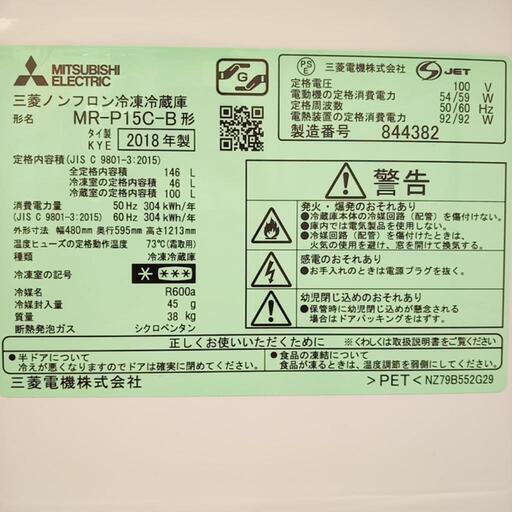 MITSUBISHI
ELECTRIC
三菱ノンフロン冷凍冷蔵庫
形名 MR-P15C-B 形
タイ製
KYE
2018 年製
定格内容積(JIS C 9801-3:2015)
全定格内容積 146 L
冷凍室の定格内容積 46 L
冷蔵室の定格内容積 100 L
消費電力量 50 Hz 304 kWh/年
(JIS C 9801-3:2015) 60 Hz 304 kWh/年
外形寸法 幅480mm 奥行595mm 高さ1213mm
温度ヒューズの定格動作温度 73℃(霜取用)
種類 冷凍冷蔵庫
冷凍室の記号
冷媒名 R600a
冷媒封入量 45 g
質量 38 kg
断熱発泡ガス シクロペンタン
G
PS
E
三菱電機株式会社
S JET
定格電圧 100 V
電動機の定格消費電力 54/59 W
定格周波数 50/60 Hz
電熱装置の定格消費電力 92/92 W
製造番号 844382
警告
発火・爆発のおそれあり
●冷蔵庫本体の冷媒回路(配管)を傷付けない。
●庫内では電気製品を使用しない。
●冷媒回路(配管)を傷付けたときは、
火気の使用を避け、窓を開けて換気する。
感電のおそれあり
●お手入れのときは電源プラグを抜く。
幼児閉じ込めのおそれあり
●保管時に幼児閉じ込めが懸念される
場合はドアパッキングをはずす。
正しくお使いいただくために
※くわしくは取扱説明書をご覧ください
●半ドアについて
冷えが悪くなりますのでドアは確実に閉めてください。
●食品の凍結について
食品が凍るときは、温度調節を弱側にしてください。
三菱電機株式会社
>PET< NZ79B552G29